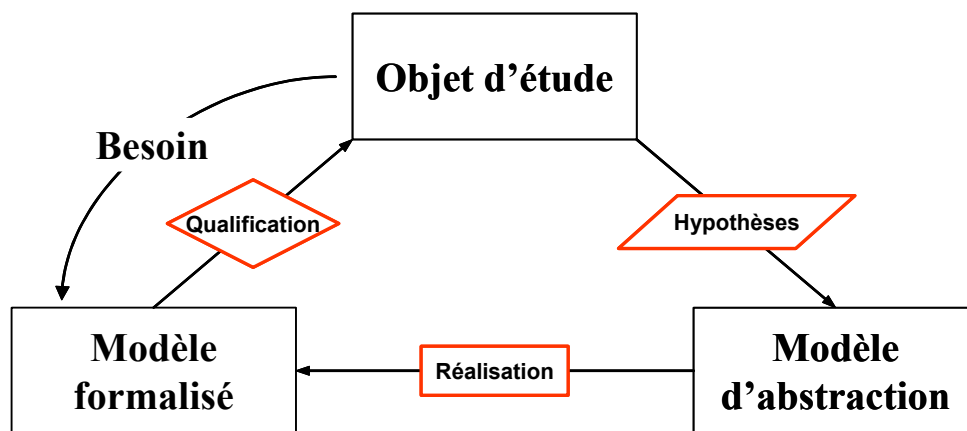 Objet d’étude
Besoin
Qualification
Hypothèses
Modèle
formalisé
Réalisation
Modèle
d’abstraction